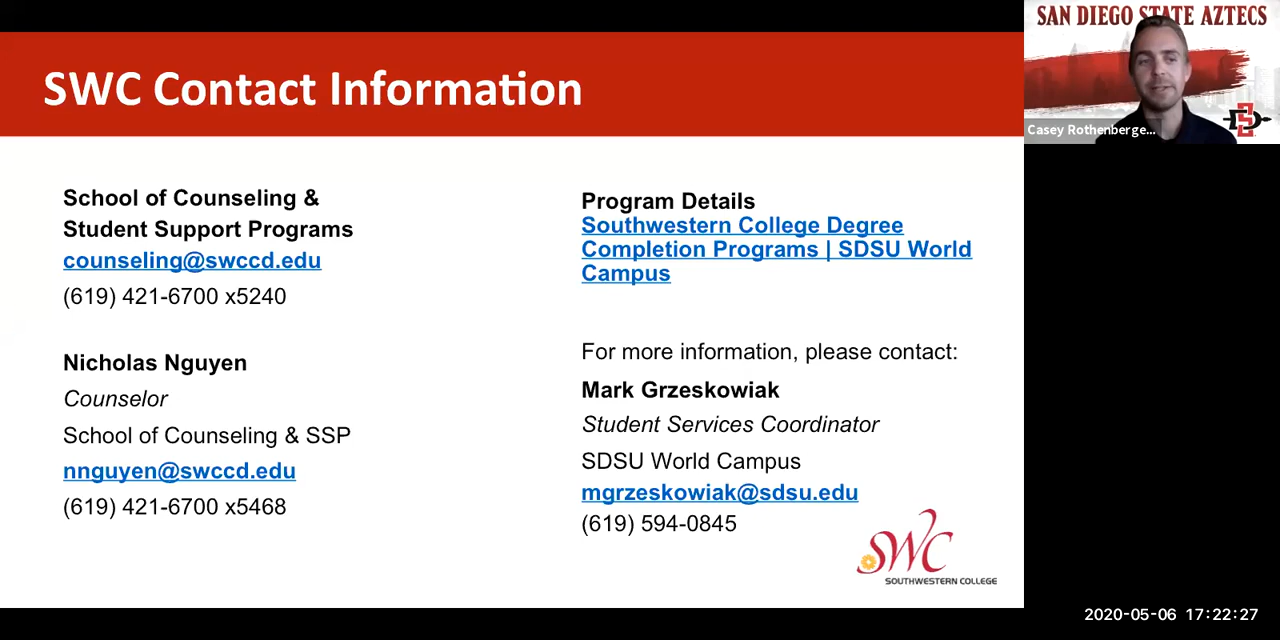 SWC Contact Information
School of Counseling &
Student Support Programs
counseling@swccd.edu
(619) 421-6700 x5240
Nicholas Nguyen
Counselor
School of Counseling & SSP
nnguyen@swccd.edu
(619) 421-6700 x5468
Program Details
Southwestern College Degree
Completion Programs | SDSU World
Campus
For more information, please contact:
Mark Grzeskowiak
Student Services Coordinator
SDSU World Campus
mgrzeskowiak@sdsu.edu
(619) 594-0845
SWC
SOUTHWESTERN COLLEGE
SAN DIEGO STATE AZTECS
SD
Casey Rothenberge...
2020-05-06 17:22:27